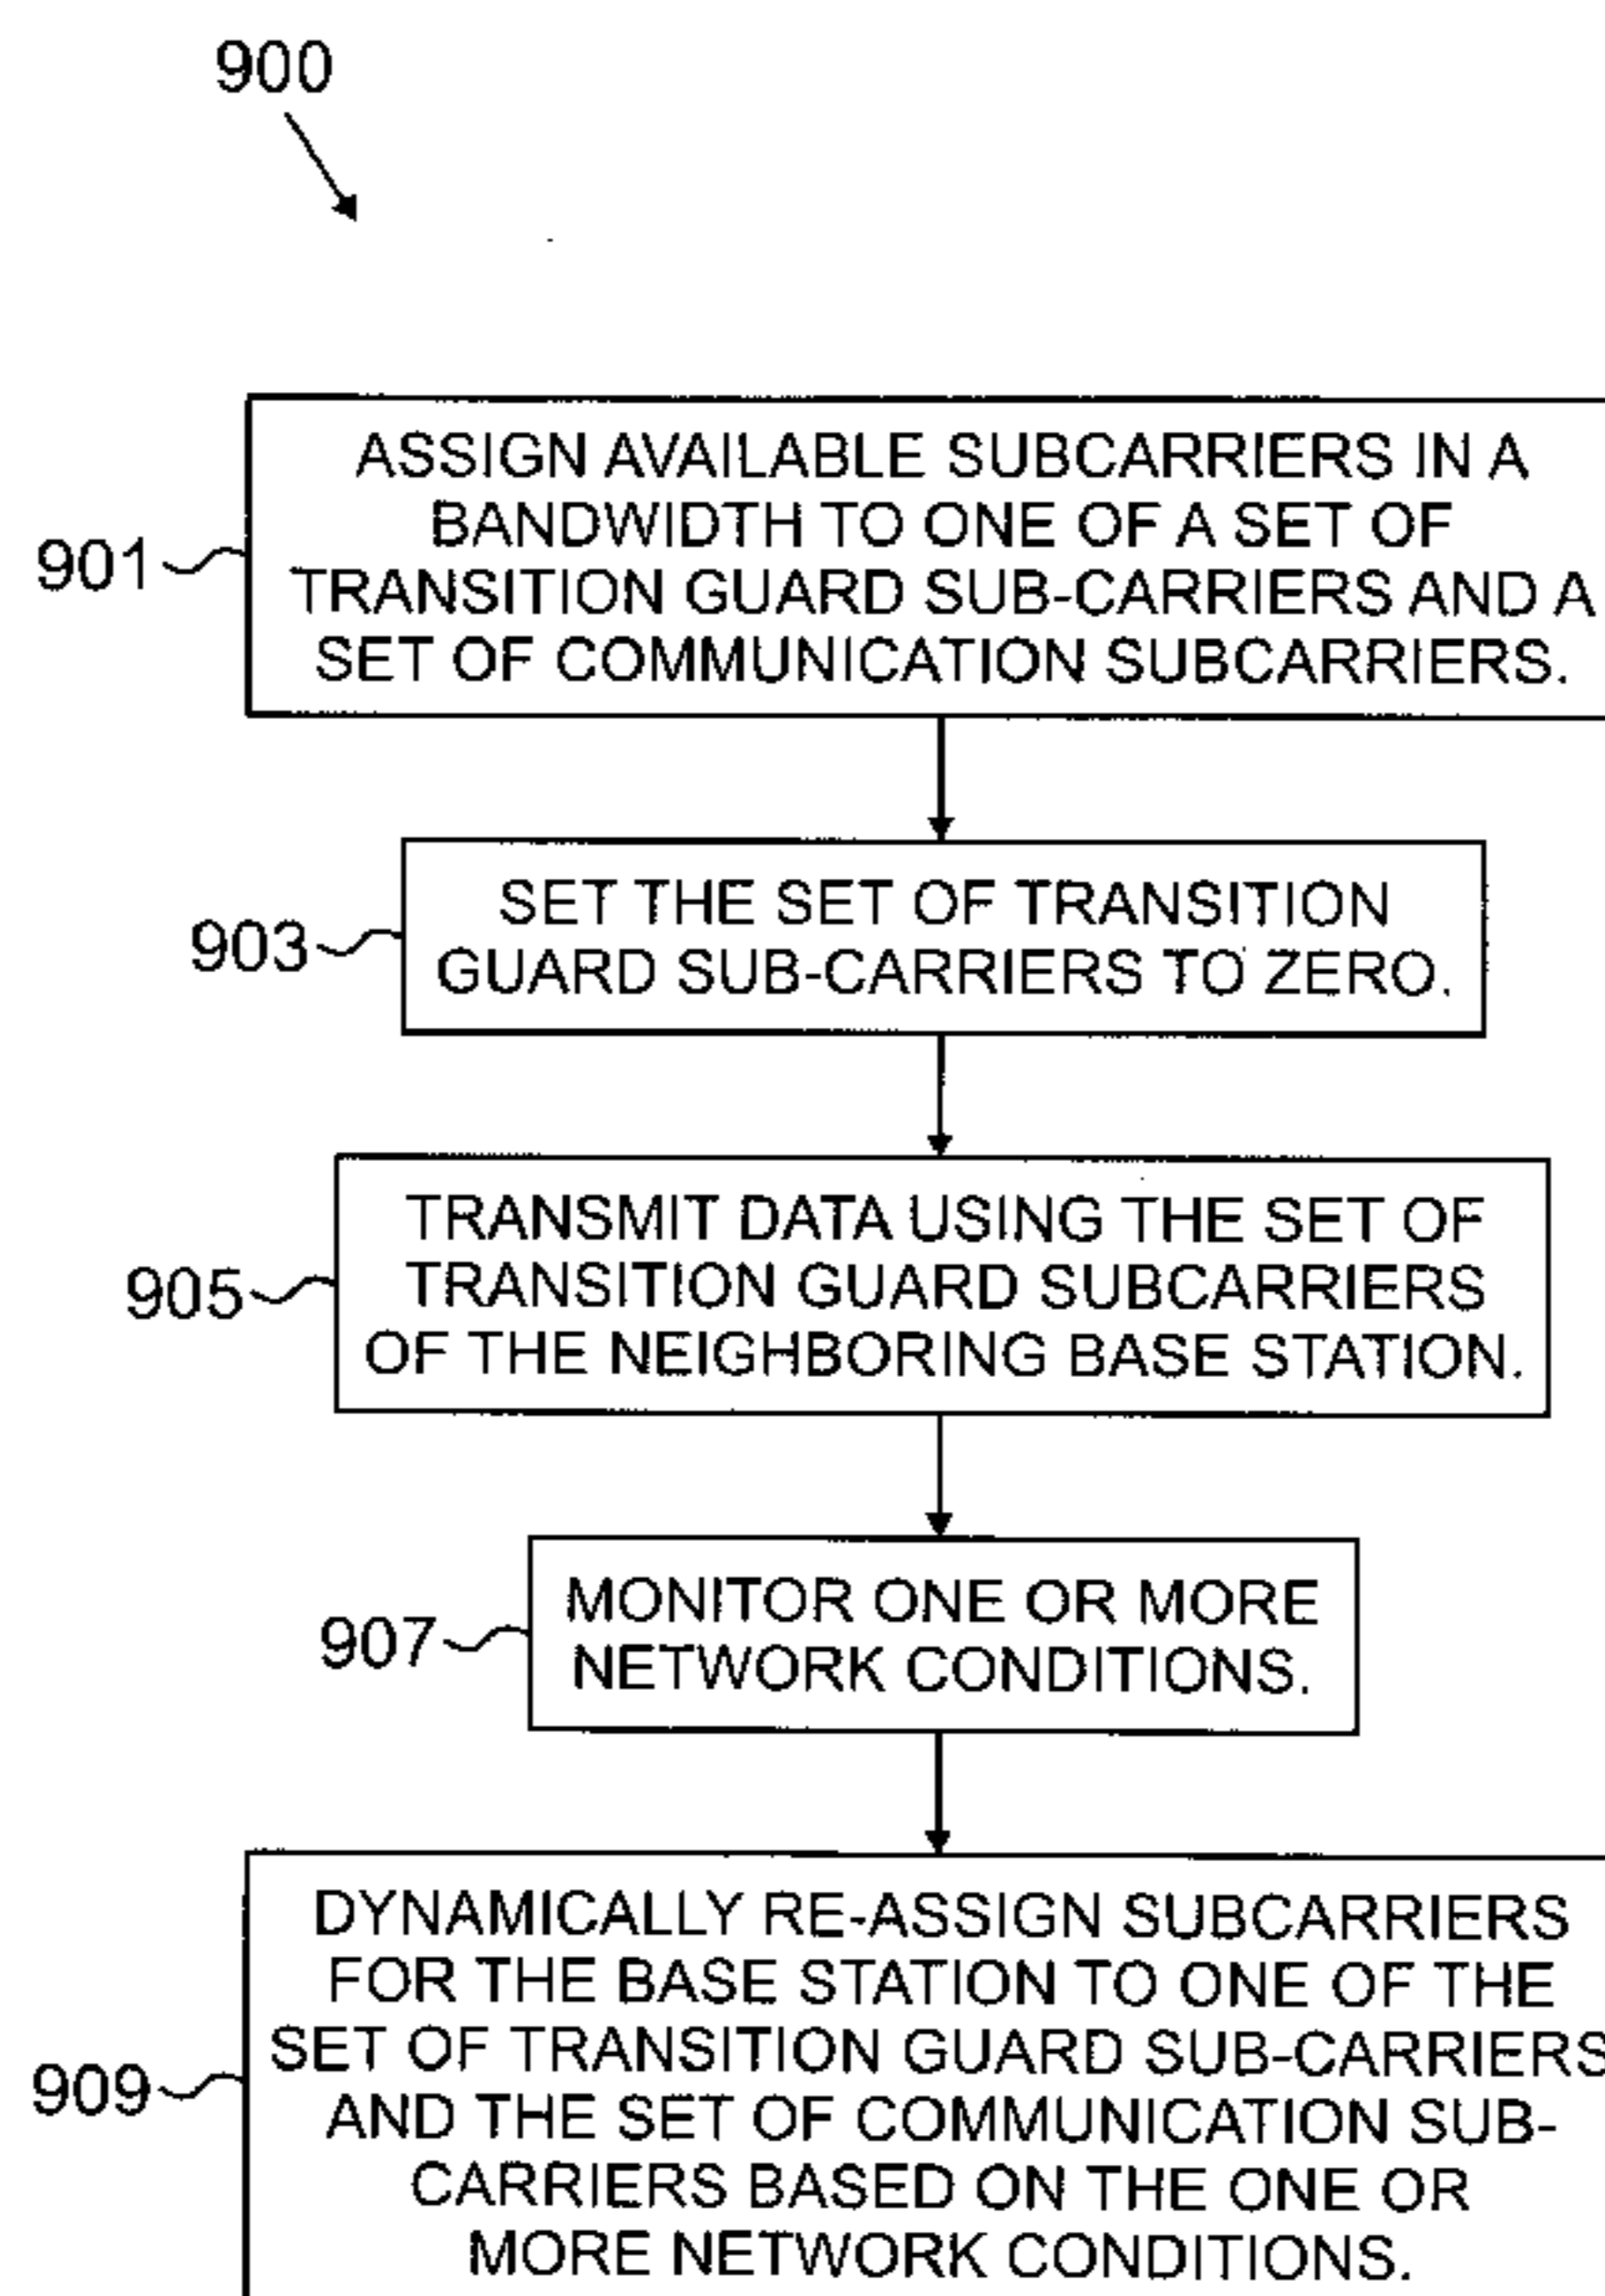 900
901
ASSIGN AVAILABLE SUBCARRIERS IN A
BANDWIDTH TO ONE OF A SET OF
TRANSITION GUARD SUB-CARRIERS AND A
SET OF COMMUNICATION SUBCARRIERS.
903
SET THE SET OF TRANSITION
GUARD SUB-CARRIERS TO ZERO.
905
TRANSMIT DATA USING THE SET OF
TRANSITION GUARD SUBCARRIERS
OF THE NEIGHBORING BASE STATION.
907
MONITOR ONE OR MORE
NETWORK CONDITIONS.
909
DYNAMICALLY RE-ASSIGN SUBCARRIERS
FOR THE BASE STATION TO ONE OF THE
SET OF TRANSITION GUARD SUB-CARRIERS
AND THE SET OF COMMUNICATION SUB-
CARRIERS BASED ON THE ONE OR
MORE NETWORK CONDITIONS.